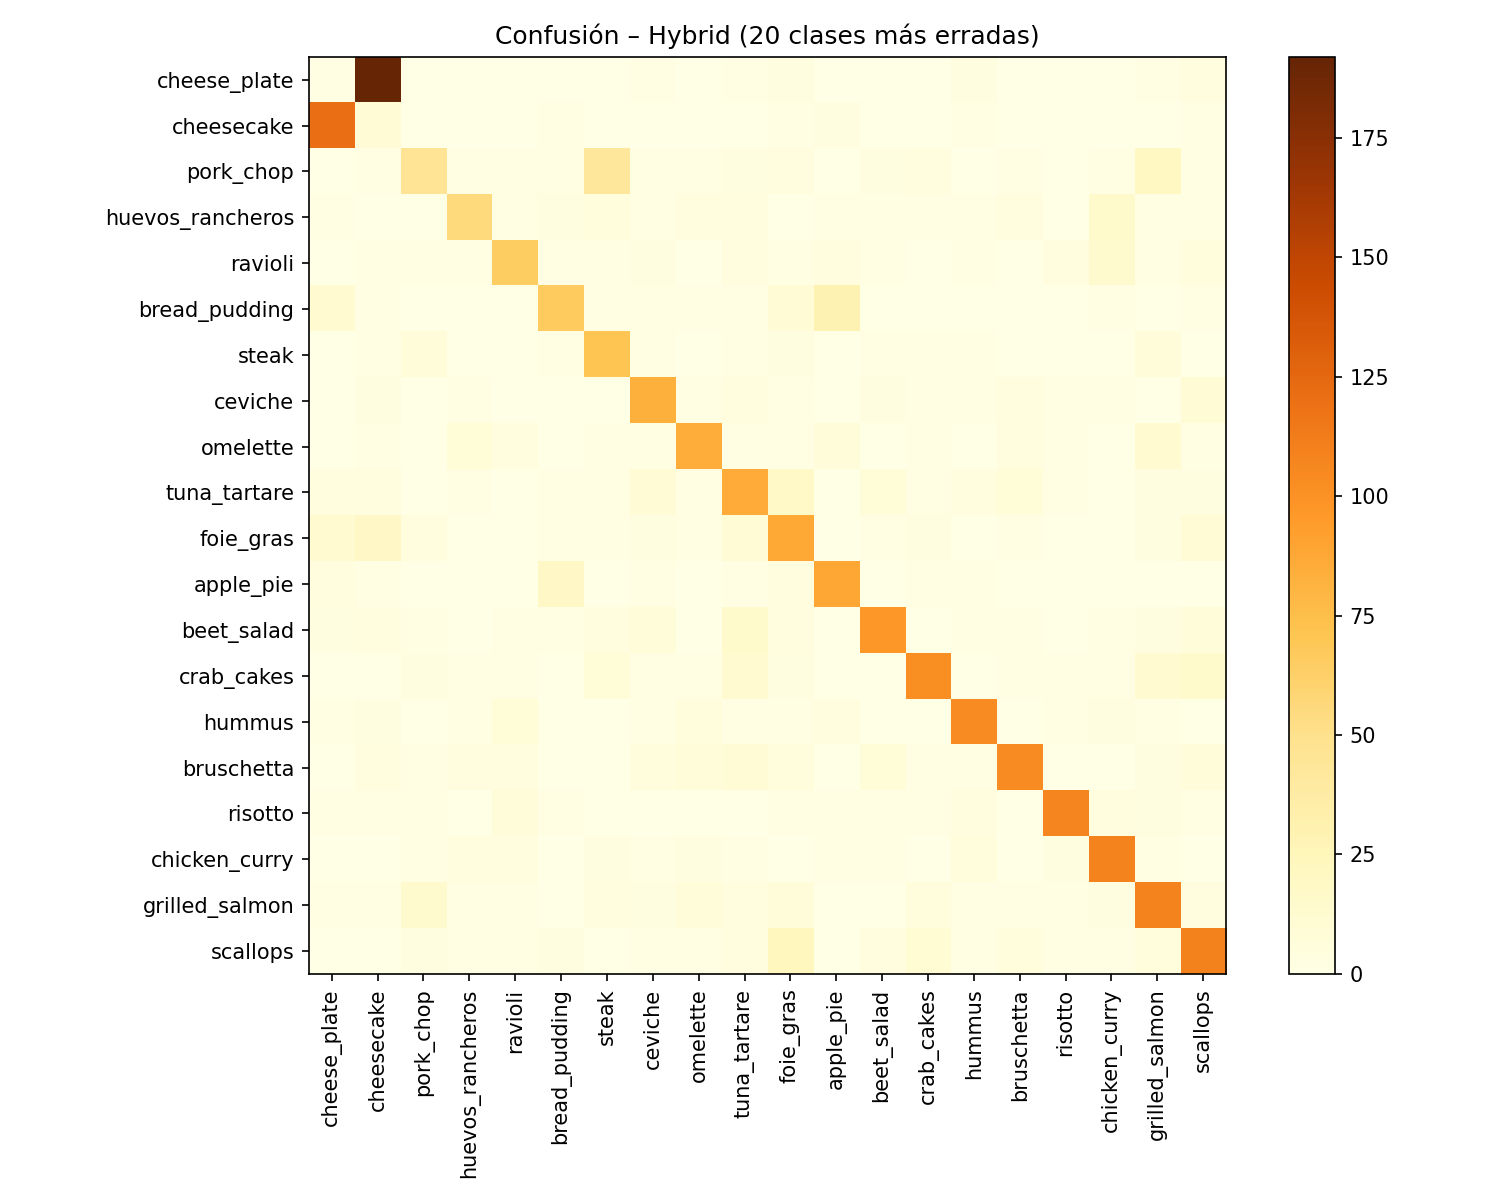 Confusión – Hybrid (20 clases más erradas)
cheese_plate
cheesecake
pork_chop
huevos_rancheros
ravioli
bread_pudding
steak
ceviche
omelette
tuna_tartare
foie_gras
apple_pie
beet_salad
crab_cakes
hummus
bruschetta
risotto
chicken_curry
grilled_salmon
scallops
cheese_plate
cheesecake
pork_chop
huevos_rancheros
ravioli
bread_pudding
steak
ceviche
omelette
tuna_tartare
foie_gras
apple_pie
beet_salad
crab_cakes
hummus
bruschetta
risotto
chicken_curry
grilled_salmon
scallops
175
150
125
100
75
50
25
0